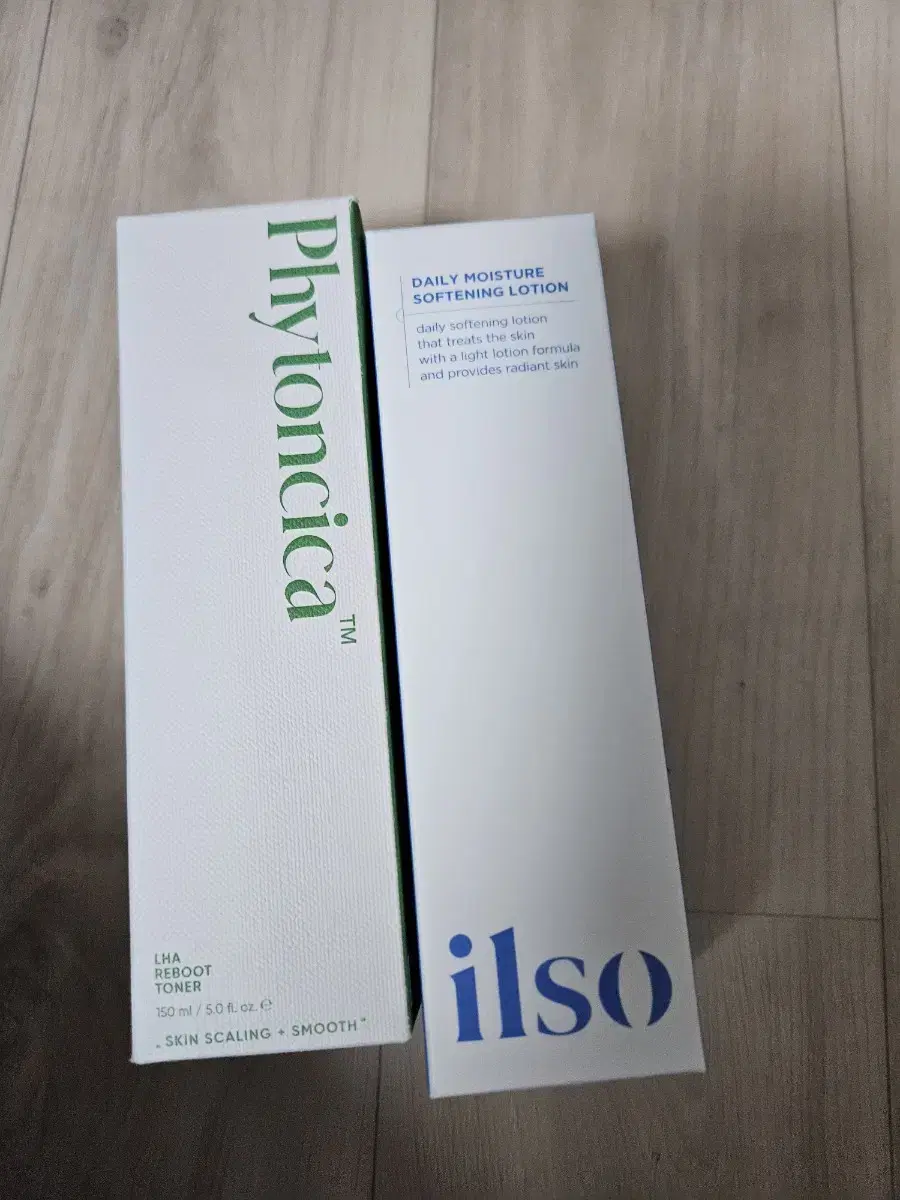 Phytoncica™
LHA
REBOOT
TONER
150 ml / 5.0 fl. oz. ℮
„SKIN SCALING + SMOOTH"
DAILY MOISTURE
SOFTENING LOTION
daily softening lotion
that treats the skin
with a light lotion formula
and provides radiant skin
ilso